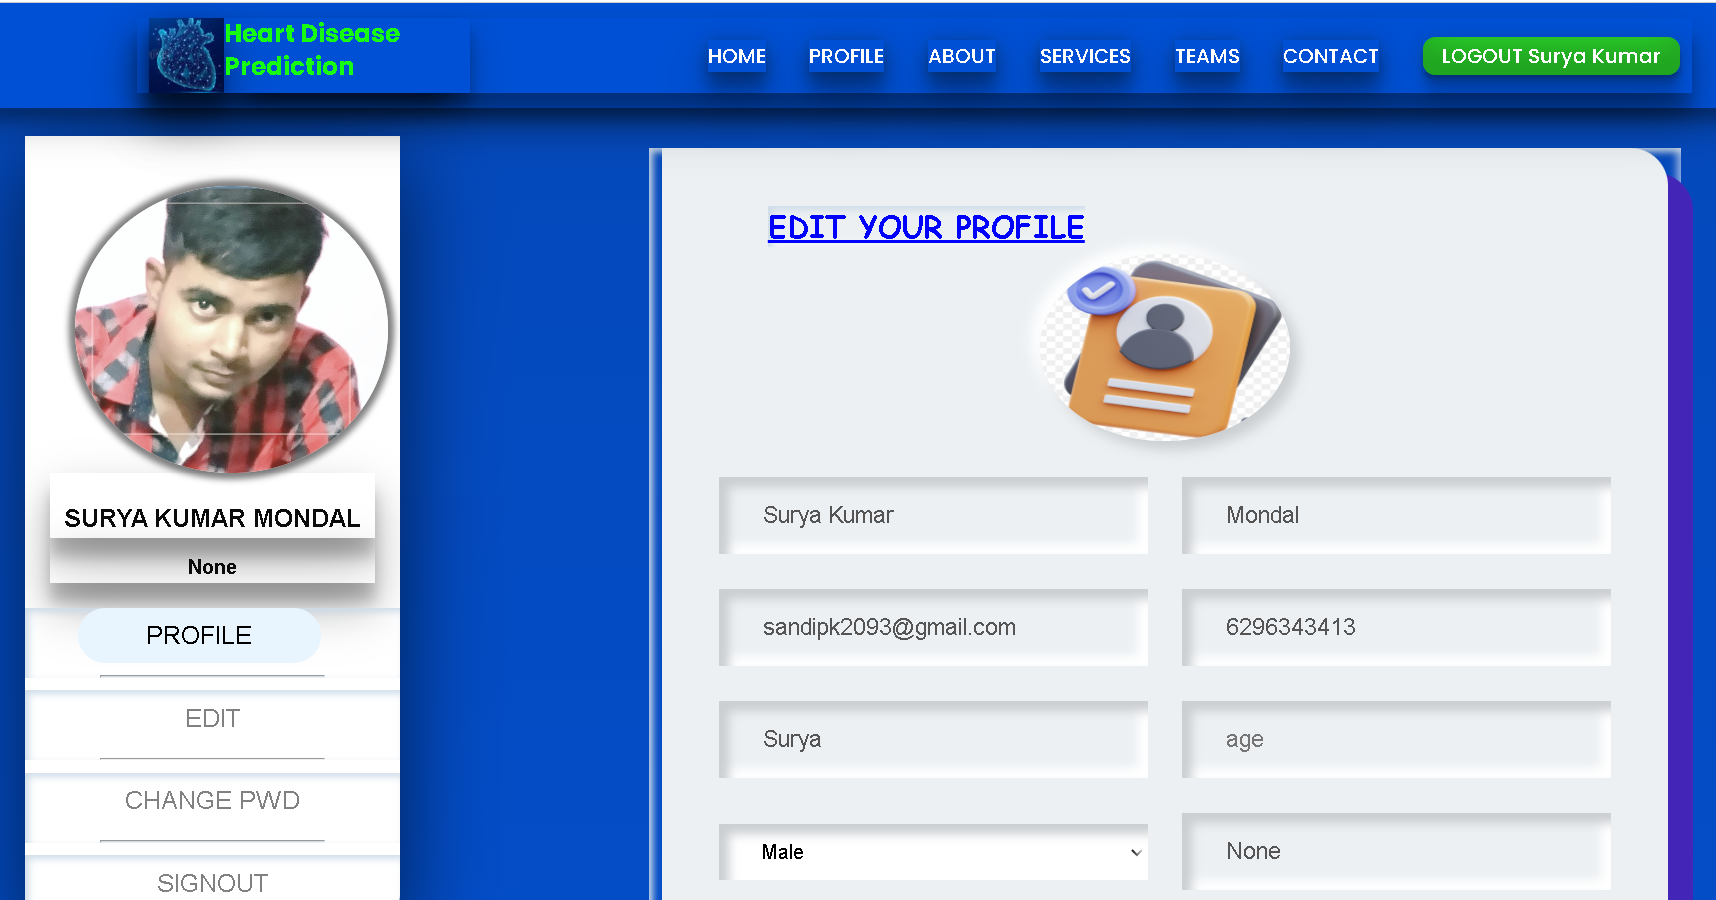 Heart Disease
Prediction
HOME PROFILE ABOUT SERVICES TEAMS CONTACT LOGOUT Surya Kumar
SURYA KUMAR MONDAL
None
PROFILE
EDIT
CHANGE PWD
SIGNOUT
EDIT YOUR PROFILE
Surya Kumar Mondal
sandipk2093@gmail.com 6296343413
Surya age
Male None